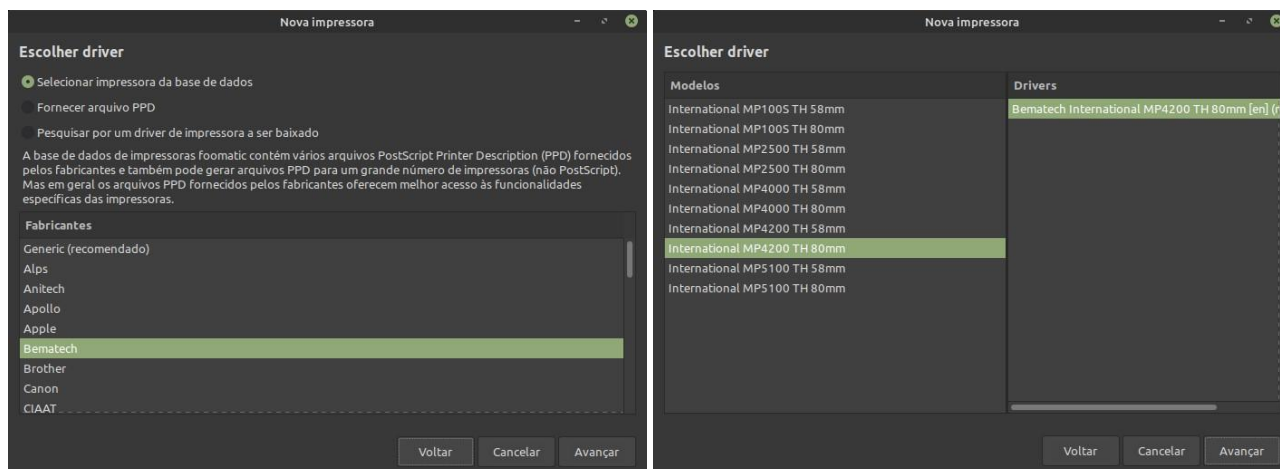 Nova impressora
Escolher driver
Selecionar impressora da base de dados
Fornecer arquivo PPD
Pesquisar por um driver de impressora a ser baixado
A base de dados de impressoras foomatic contém vários arquivos PostScript Printer Description (PPD) fornecidos
pelos fabricantes e também pode gerar arquivos PPD para um grande número de impressoras (não PostScript).
Mas em geral os arquivos PPD fornecidos pelos fabricantes oferecem melhor acesso às funcionalidades
específicas das impressoras.
Fabricantes
Generic (recomendado)
Alps
Anitech
Apollo
Apple
Bematech
Brother
Canon
CIAAT
Voltar
Cancelar
Avançar
Nova impressora
Escolher driver
Modelos
International MP100S TH 58mm
International MP100S TH 80mm
International MP2500 TH 58mm
International MP2500 TH 80mm
International MP4000 TH 58mm
International MP4000 TH 80mm
International MP4200 TH 58mm
International MP4200 TH 80mm
International MP5100 TH 58mm
International MP5100 TH 80mm
Drivers
Bematech International MP4200 TH 80mm [en]
Voltar
Cancelar
Avançar